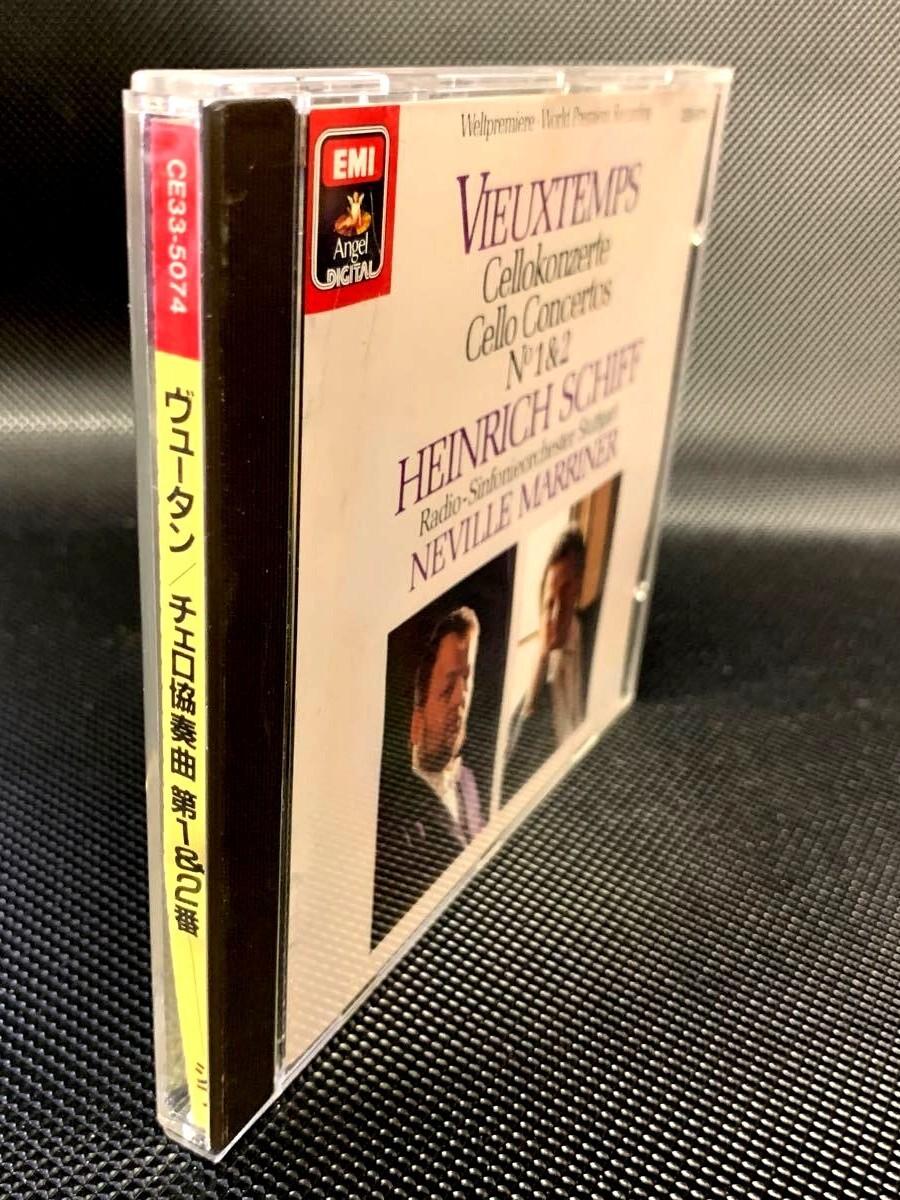 CE33-5074
ヴュータン/チェロ協奏曲 第1&2番
EMI
Angel
DIGITAL
Weltpremiere · World Premiere Recording
VIEUXTEMPS
Cellokonzerte
Cello Concertos
Nº 1 & 2
HEINRICH SCHIFF
Radio-Sinfonieorchester Stuttgart
NEVILLE MARRINER